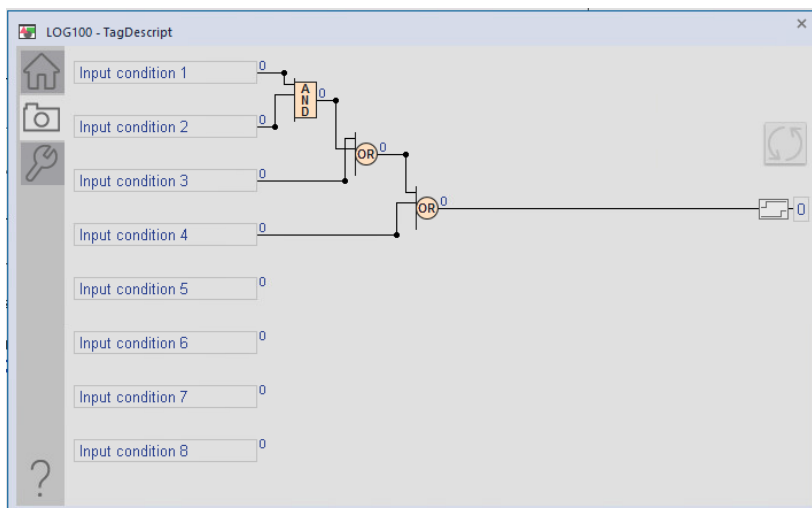 LOG100 - TagDescript
Input condition 1
0
A
N
D
0
Input condition 2
0
OR
0
Input condition 3
0
OR
0
0
Input condition 4
0
Input condition 5
0
Input condition 6
0
Input condition 7
0
Input condition 8
0
?